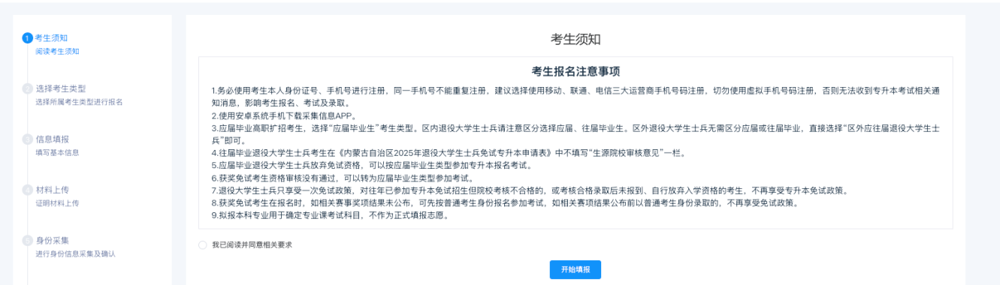 1 考生须知
阅读考生须知
2 选择考生类型
选择所属考生类型进行报名
3 信息填报
填写基本信息
4 材料上传
证明材料上传
5 身份采集
进行身份信息采集及确认
考生须知
考生报名注意事项
1.务必使用考生本人身份证号、手机号进行注册，同一手机号不能重复注册，建议选择使用移动、联通、电信三大运营商手机号码注册，切勿使用虚拟手机号码注册，否则无法收到专升本考试相关通
知消息，影响考生报名、考试及录取。
2.使用安卓系统手机下载采集信息APP。
3.应届毕业高职扩招考生，选择“应届毕业生”考生类型。区内退役大学生士兵请注意区分选择应届、往届毕业生。区外退役大学生士兵无需区分应届或往届毕业，直接选择“区外应往届退役大学生士
兵”即可。
4.往届毕业退役大学生士兵考生在《内蒙古自治区2025年退役大学生士兵免试专升本申请表》中不填写“生源院校审核意见”一栏。
5.应届毕业退役大学生士兵放弃免试资格，可以按应届毕业生类型参加专升本报名考试。
6.获奖免试考生资格审核没有通过，可以转为应届毕业生类型参加考试。
7.退役大学生士兵只享受一次免试政策，对往年已参加专升本免试招生但院校考核不合格的，或考核合格录取后未报到、自行放弃入学资格的考生，不再享受专升本免试政策。
8.获奖免试考生在报名时，如相关赛事奖项结果未公布，可先按普通考生身份报名参加考试，如相关赛项结果公布前以普通考生身份录取的，不再享受免试政策。
9.拟报本科专业用于确定专业课考试科目，不作为正式填报志愿。
我已阅读并同意相关要求
开始填报